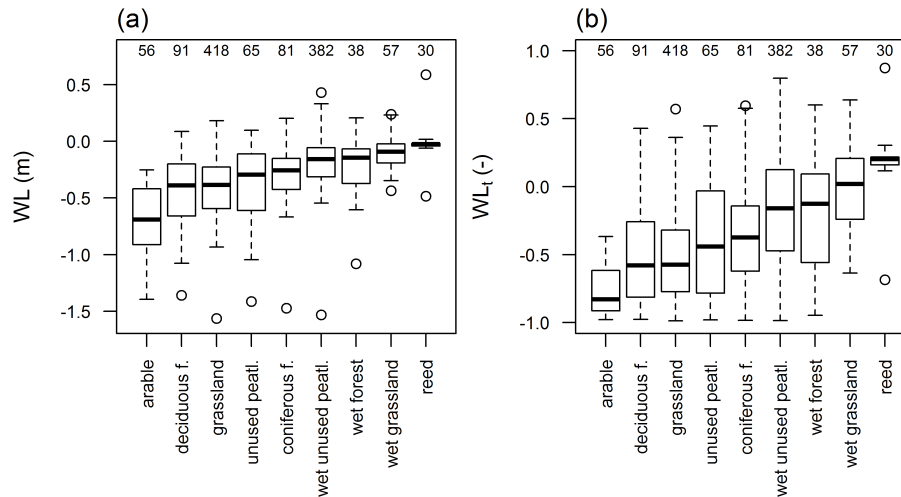 (a)
56 91 418 65 81 382 38 57 30
WL (m)
0.5
0.0
-0.5
-1.0
-1.5
arable
deciduous f.
grassland
unused peatl.
coniferous f.
wet unused peatl.
wet forest
wet grassland
reed
(b)
56 91 418 65 81 382 38 57 30
WLt (-)
1.0
0.5
0.0
-0.5
-1.0
arable
deciduous f.
grassland
unused peatl.
coniferous f.
wet unused peatl.
wet forest
wet grassland
reed